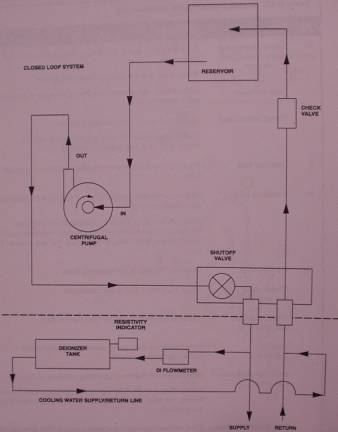 CLOSED LOOP SYSTEM
RESERVOIR
CHECK
VALVE
OUT
IN
CENTRIFUGAL
PUMP
SHUTOFF
VALVE
RESISTIVITY
INDICATOR
DEIONIZER
TANK
DI FLOWMETER
COOLING WATER SUPPLY/RETURN LINE
SUPPLY
RETURN